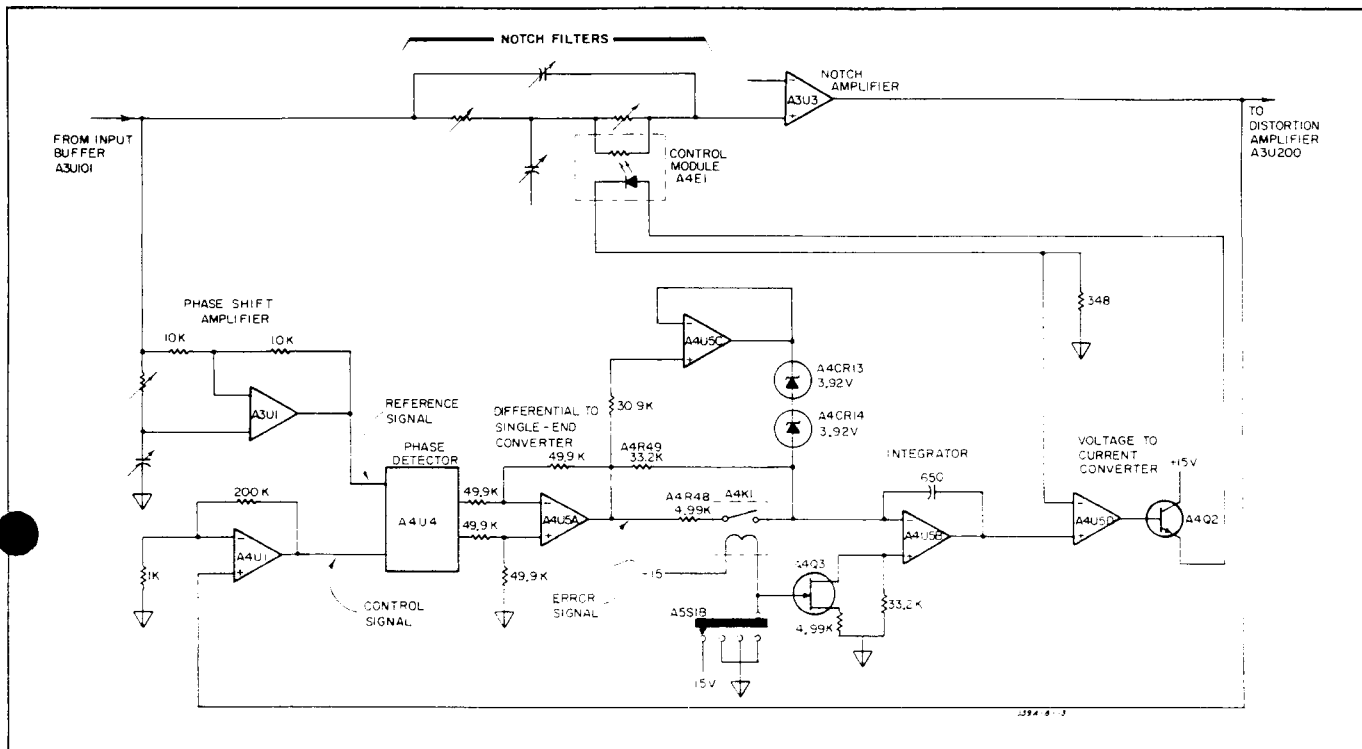 NOTCH FILTERS
NOTCH
AMPLIFIER
A3U3
FROM INPUT
BUFFER
A3U101
TO
DISTORTION
AMPLIFIER
A3U200
CONTROL
MODULE
A4E1
348
PHASE SHIFT
AMPLIFIER
10K
10K
A3U1
REFERENCE
SIGNAL
A4U5C
A4CR13
3.92V
A4CR14
3.92V
30.9K
DIFFERENTIAL TO
SINGLE-END
CONVERTER
PHASE
DETECTOR
A4U4
49.9K
A4R49
33.2K
49.9K
49.9K
49.9K
A4U5A
A4R48
4.99K
A4K1
INTEGRATOR
650
A4U5B
VOLTAGE TO
CURRENT
CONVERTER
+15V
A4U5D
A4Q2
200K
1K
A4U1
CONTROL
SIGNAL
ERROR
SIGNAL
-15
A4Q3
4.99K
33.2K
A5S1B
15V
- +